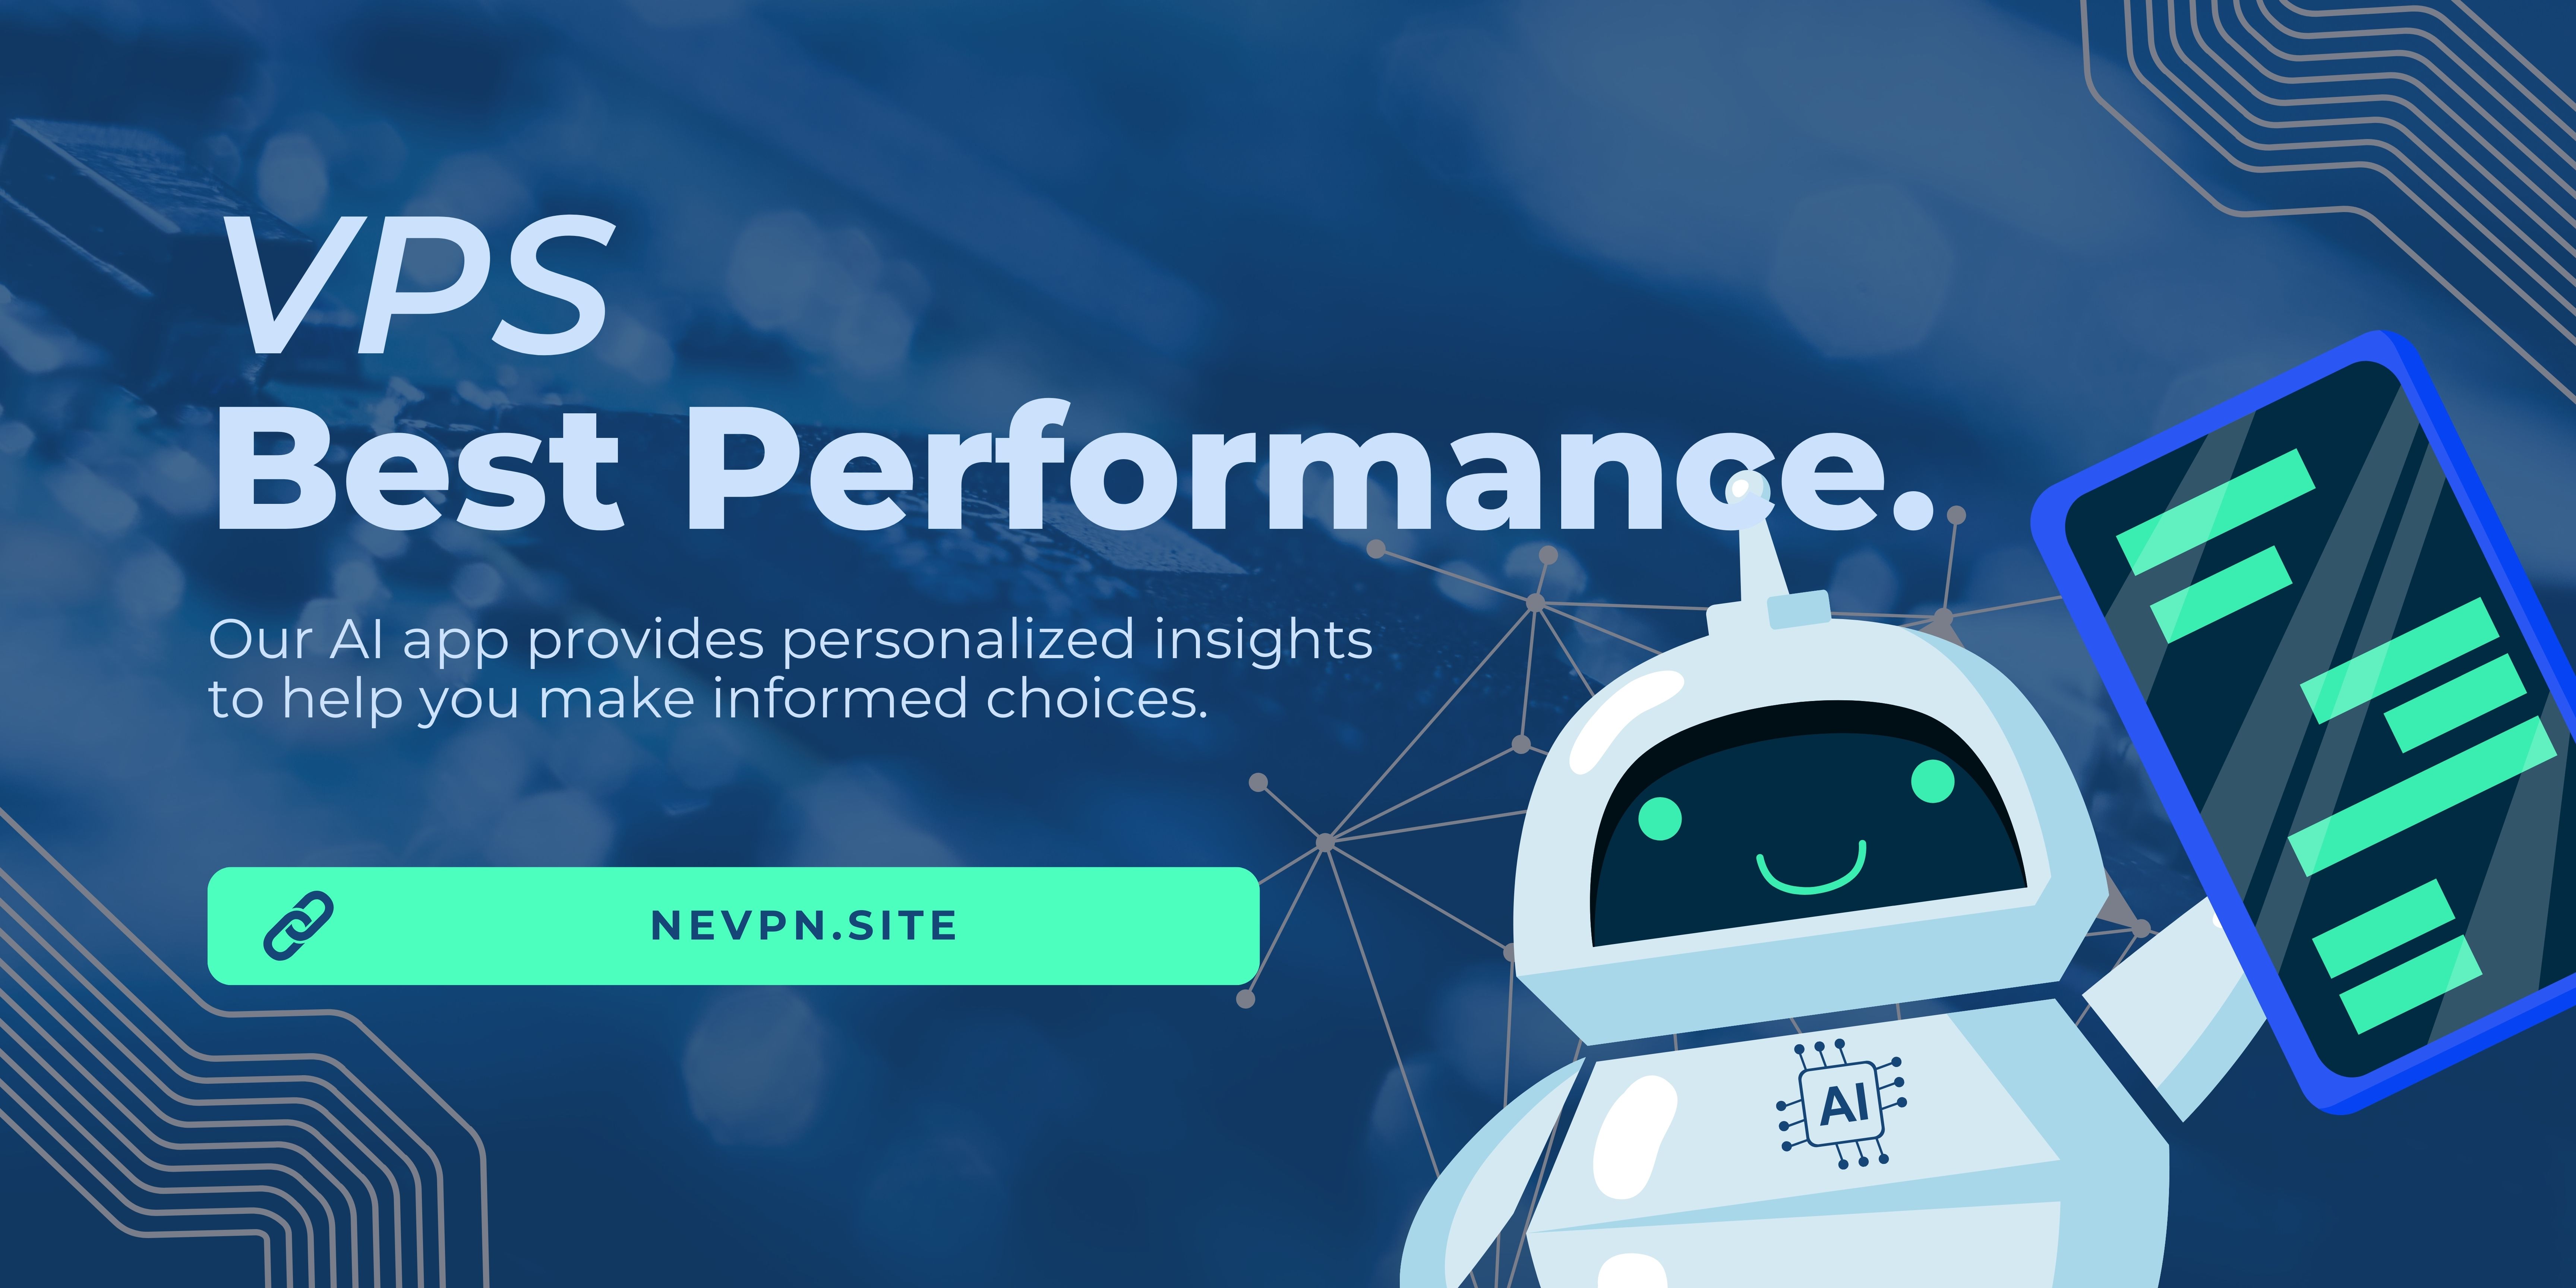 VPS
Best Performance.
Our AI app provides personalized insights
to help you make informed choices.
NEVPN.SITE
AI